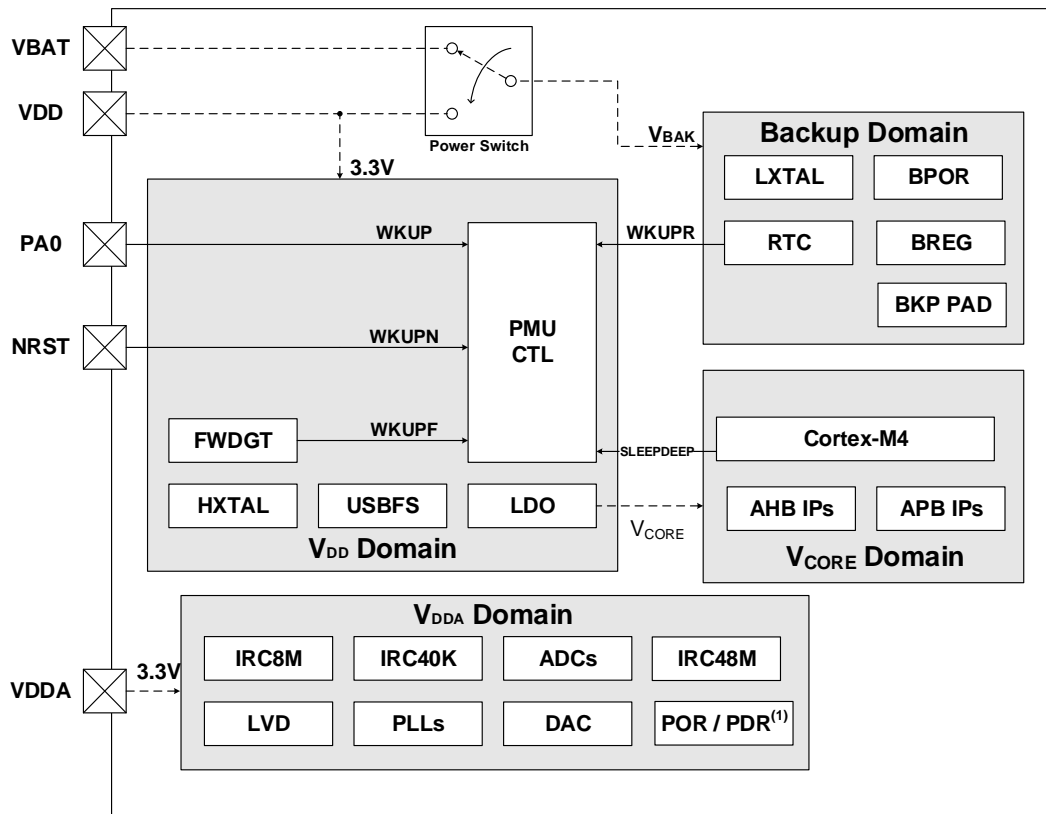 VBAT
VDD
Power Switch
3.3V
VBAK
Backup Domain
LXTAL
BPOR
RTC
BREG
BKP PAD
PA0
WKUP
WKUPR
NRST
WKUPN
PMU
CTL
FWDGT
WKUPF
SLEEPDEEP
Cortex-M4
HXTAL
USBFS
LDO
VCORE
AHB IPs
APB IPs
VDD Domain
VCORE Domain
VDDA Domain
VDDA
3.3V
IRC8M
IRC40K
ADCs
IRC48M
LVD
PLLs
DAC
POR / PDR(1)